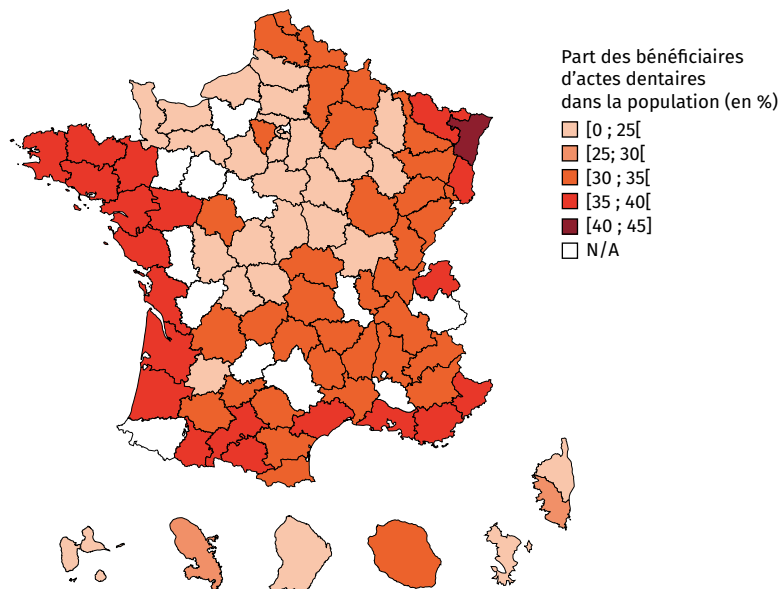 Part des bénéficiaires
d'actes dentaires
dans la population (en %)
[0 ; 25[
[25; 30[
[30 ; 35[
[35 ; 40[
[40 ; 45]
N/A